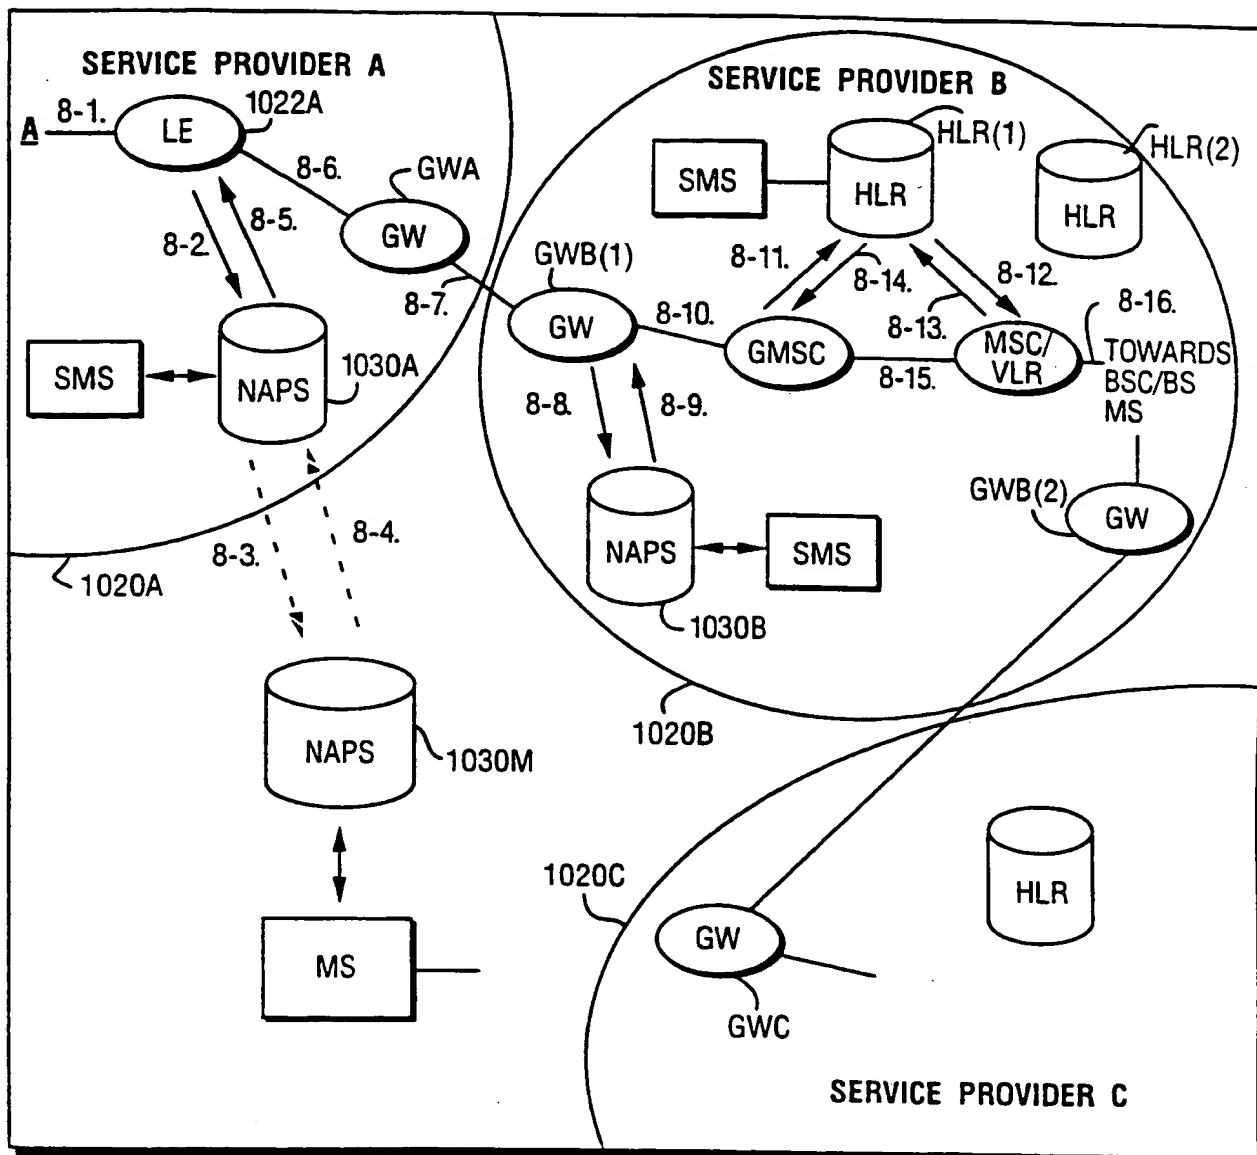 SERVICE PROVIDER A
A
8-1.
LE
1022A
8-6.
GWA
GW
8-2.
8-5.
8-7.
SMS
NAPS
1030A
8-3.
8-4.
1020A
NAPS
1030M
MS
SERVICE PROVIDER B
SMS
HLR
HLR(1)
HLR
HLR(2)
8-11.
8-14.
8-12.
8-13.
GWB(1)
GW
8-10.
GMSC
8-15.
MSC/
VLR
8-16.
TOWARDS
BSC/BS
MS
8-8.
8-9.
NAPS
SMS
1030B
GWB(2)
GW
1020B
1020C
GW
GWC
HLR
SERVICE PROVIDER C